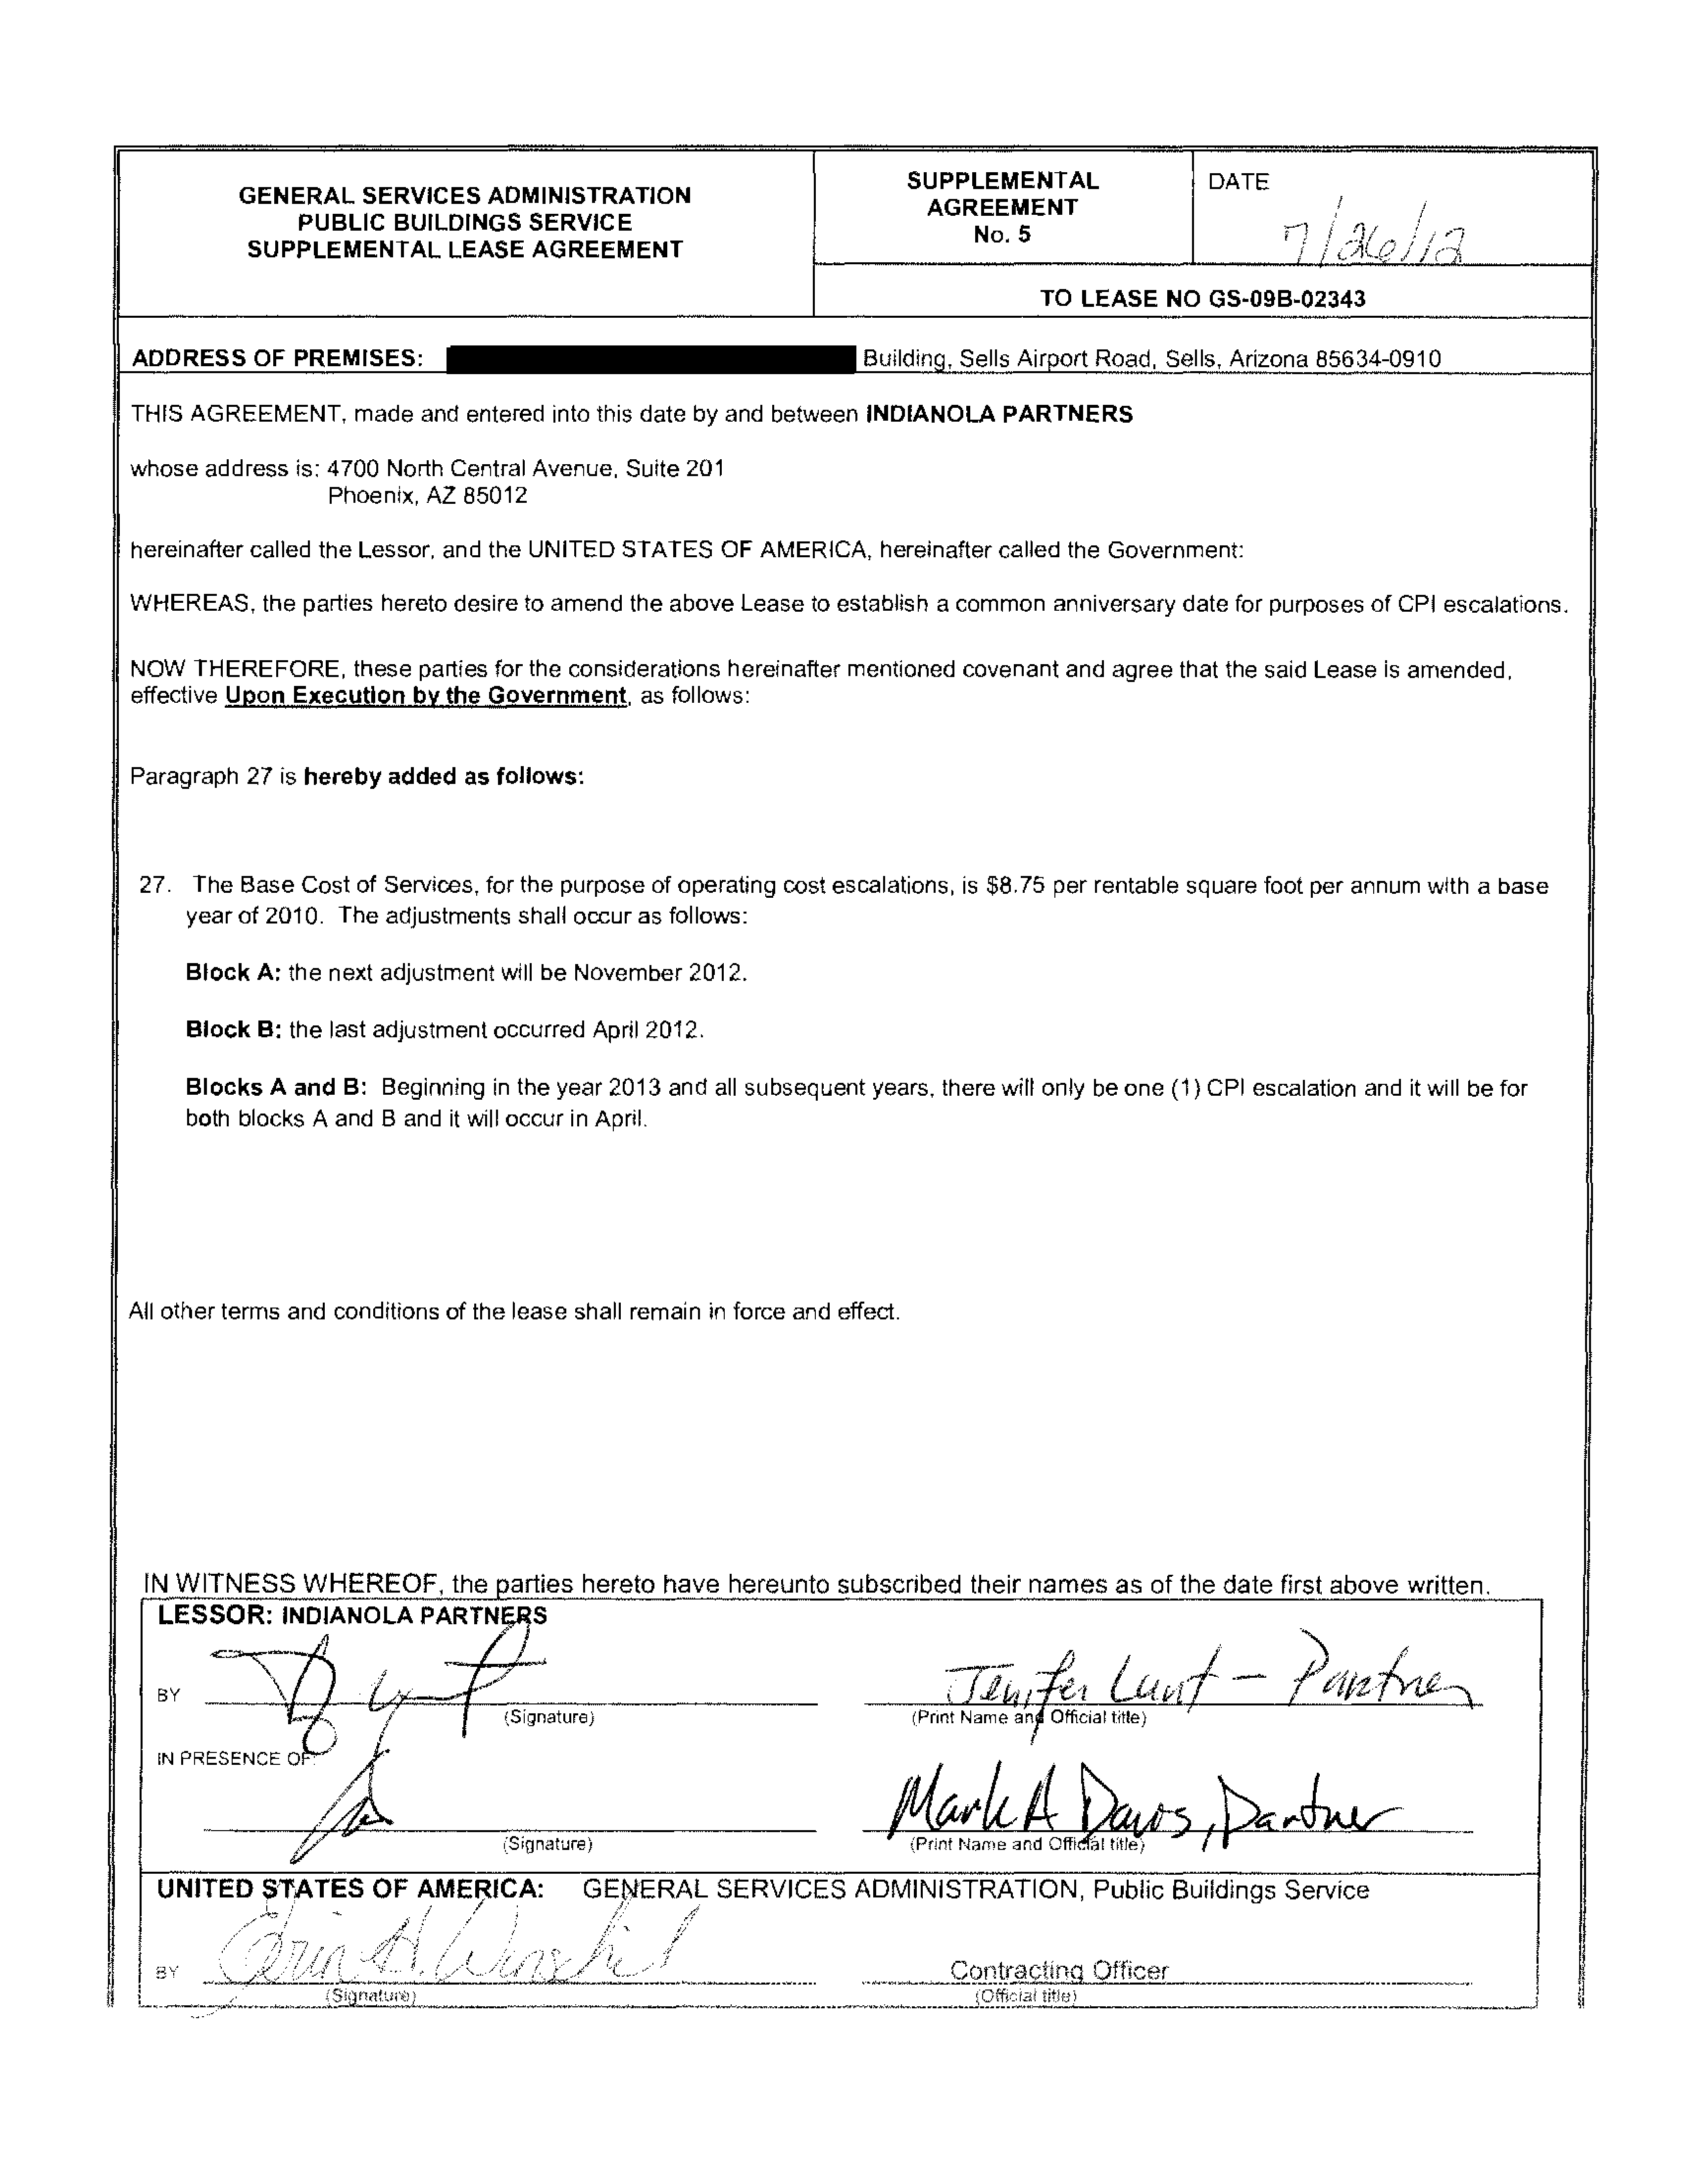 GENERAL SERVICES ADMINISTRATION
PUBLIC BUILDINGS SERVICE
SUPPLEMENTAL LEASE AGREEMENT
SUPPLEMENTAL
AGREEMENT
No. 5
DATE
7/26/12
TO LEASE NO GS-09B-02343
ADDRESS OF PREMISES: Building, Sells Airport Road, Sells, Arizona 85634-0910
THIS AGREEMENT, made and entered into this date by and between INDIANOLA PARTNERS
whose address is: 4700 North Central Avenue, Suite 201
Phoenix, AZ 85012
hereinafter called the Lessor, and the UNITED STATES OF AMERICA, hereinafter called the Government:
WHEREAS, the parties hereto desire to amend the above Lease to establish a common anniversary date for purposes of CPI escalations.
NOW THEREFORE, these parties for the considerations hereinafter mentioned covenant and agree that the said Lease is amended,
effective Upon Execution by the Government, as follows:
Paragraph 27 is hereby added as follows:
27. The Base Cost of Services, for the purpose of operating cost escalations, is $8.75 per rentable square foot per annum with a base
year of 2010. The adjustments shall occur as follows:
Block A: the next adjustment will be November 2012.
Block B: the last adjustment occurred April 2012.
Blocks A and B: Beginning in the year 2013 and all subsequent years, there will only be one (1) CPI escalation and it will be for
both blocks A and B and it will occur in April.
All other terms and conditions of the lease shall remain in force and effect.
IN WITNESS WHEREOF, the parties hereto have hereunto subscribed their names as of the date first above written.
LESSOR: INDIANOLA PARTNERS
BY
Jenifer Lunt - Partner
(Signature)
(Print Name and Official title)
IN PRESENCE OF:
Mark A Davis, Partner
(Signature)
(Print Name and Official title)
UNITED STATES OF AMERICA: GENERAL SERVICES ADMINISTRATION, Public Buildings Service
BY
Contracting Officer
(Signature)
(Official title)